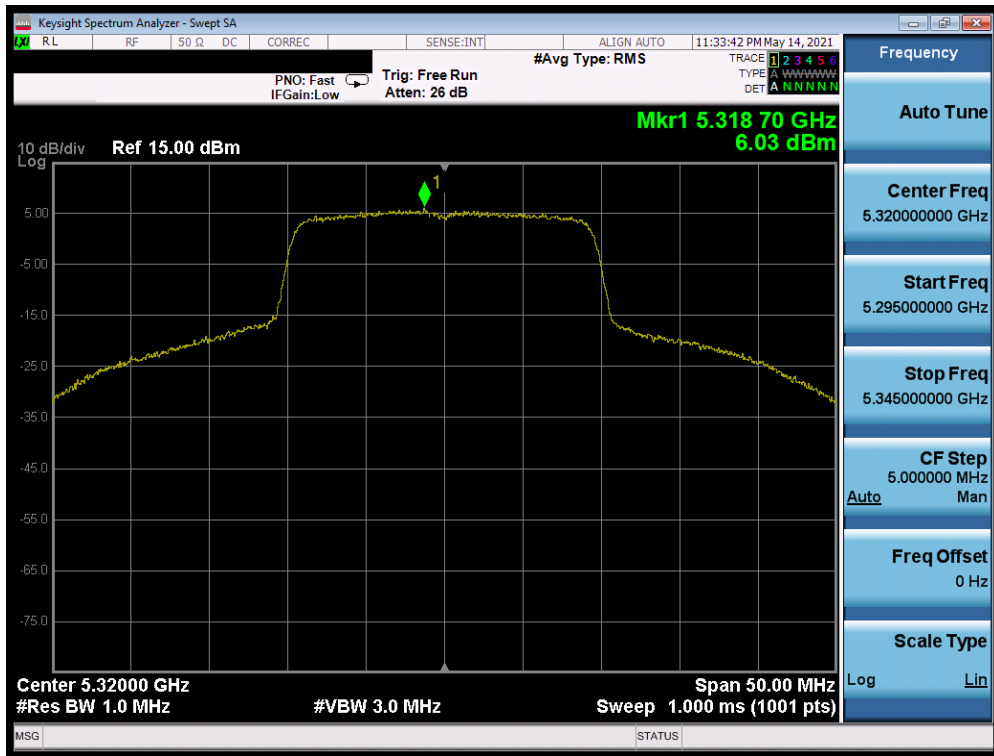 Keysight Spectrum Analyzer - Swept SA
LXI RL RF 50 Ω DC CORREC SENSE:INT ALIGN AUTO 11:33:42 PM May 14, 2021
#Avg Type: RMS TRACE 1 2 3 4 5 6
PNO: Fast Trig: Free Run TYPE A WWWWW
IFGain:Low Atten: 26 dB DET A N N N N N
Mkr1 5.318 70 GHz
6.03 dBm
10 dB/div Ref 15.00 dBm
Log
1
5.00
-5.00
-15.0
-25.0
-35.0
-45.0
-55.0
-65.0
-75.0
Center 5.32000 GHz Span 50.00 MHz
#Res BW 1.0 MHz #VBW 3.0 MHz Sweep 1.000 ms (1001 pts)
MSG STATUS
Frequency
Auto Tune
Center Freq
5.320000000 GHz
Start Freq
5.295000000 GHz
Stop Freq
5.345000000 GHz
CF Step
5.000000 MHz
Auto Man
Freq Offset
0 Hz
Scale Type
Log Lin